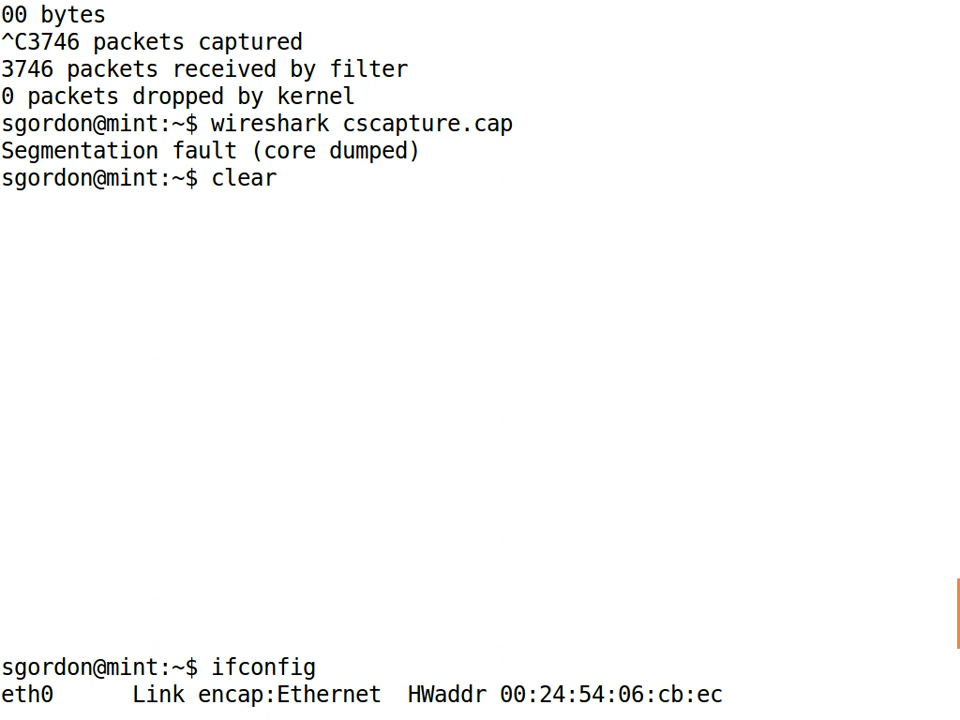 00 bytes
^C3746 packets captured
3746 packets received by filter
0 packets dropped by kernel
sgordon@mint:~$ wireshark cscapture.cap
Segmentation fault (core dumped)
sgordon@mint:~$ clear
sgordon@mint:~$ ifconfig
eth0      Link encap:Ethernet  HWaddr 00:24:54:06:cb:ec